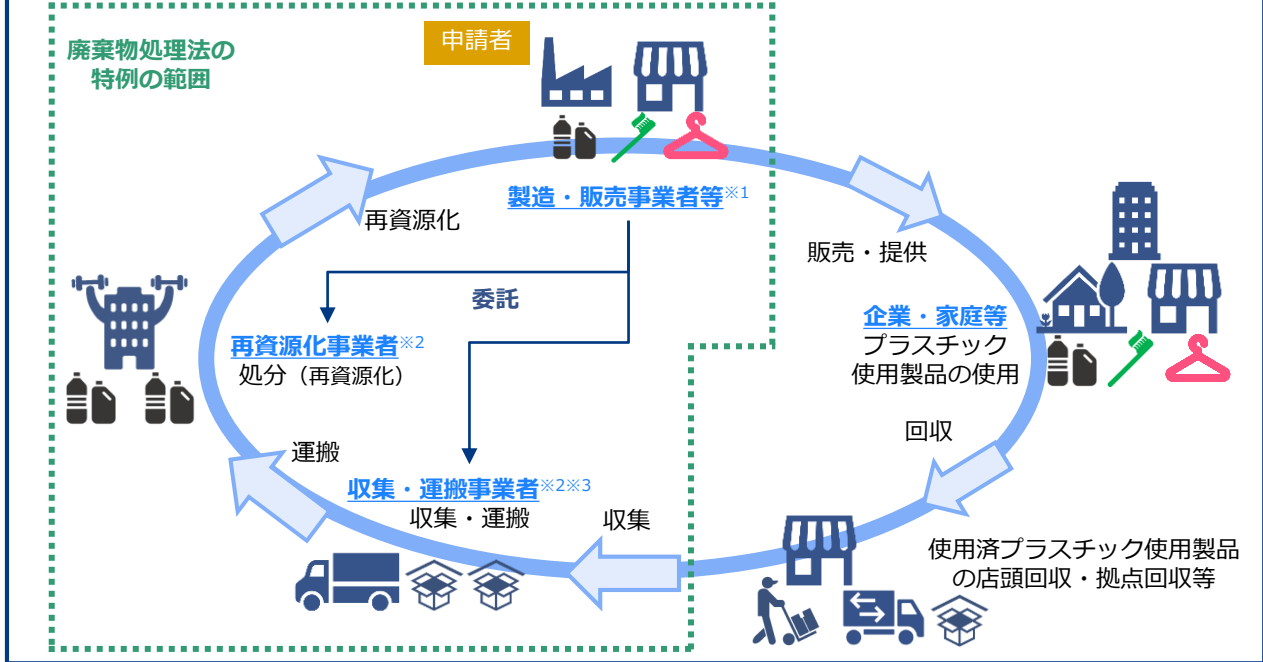 廃棄物処理法の
特例の範囲
申請者
製造・販売事業者等※1
再資源化
販売・提供
委託
企業・家庭等
プラスチック
使用製品の使用
再資源化事業者※2
処分（再資源化）
回収
運搬
収集・運搬事業者※2※3
収集・運搬
収集
使用済プラスチック使用製品
の店頭回収・拠点回収等